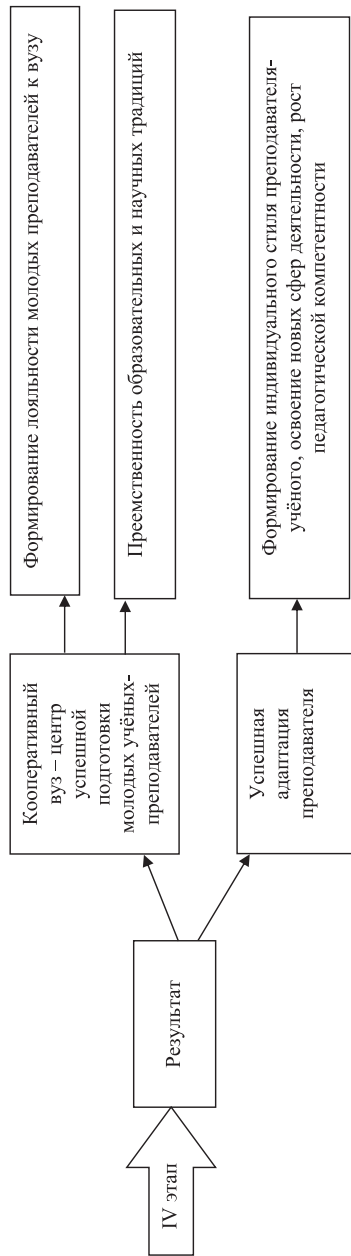 IV этап
Результат
Кооперативный
вуз – центр
успешной
подготовки
молодых учёных-
преподавателей
Формирование лояльности молодых преподавателей к вузу
Преемственность образовательных и научных традиций
Успешная
адаптация
преподавателя
Формирование индивидуального стиля преподавателя-
учёного, освоение новых сфер деятельности, рост
педагогической компетентности